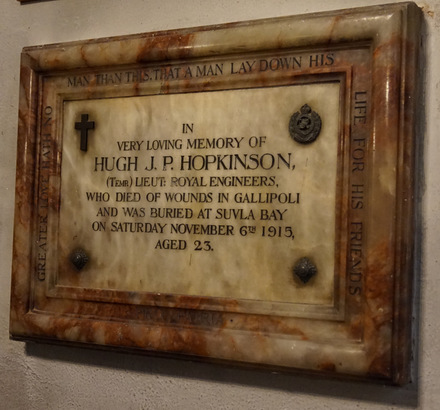 GREATER LOVE HATH NO
MAN THAN THIS, THAT A MAN LAY DOWN HIS
LIFE FOR HIS FRIENDS
IN
VERY LOVING MEMORY OF
HUGH J. P. HOPKINSON,
(TEMP) LIEUT: ROYAL ENGINEERS,
WHO DIED OF WOUNDS IN GALLIPOLI
AND WAS BURIED AT SUVLA BAY
ON SATURDAY NOVEMBER 6TH 1915,
AGED 23.